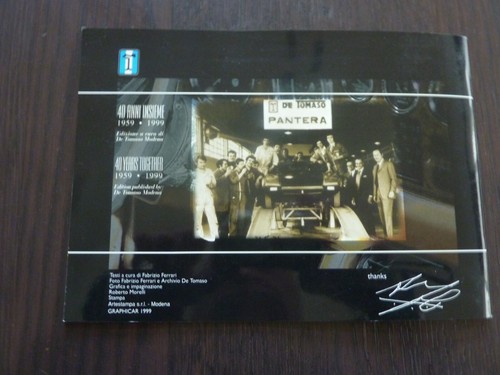 40 ANNI INSIEME
1959 • 1999
Edizione a cura di
De Tomaso Modena
40 YEARS TOGETHER
1959 • 1999
Edition published by
De Tomaso Modena
DE TOMASO
PANTERA
Testi a cura di Fabrizio Ferrari
Foto Fabrizio Ferrari e Archivio De Tomaso
Grafica e impaginazione
Roberto Morelli
Stampa
Artestampa s.r.l. - Modena
GRAPHICAR 1999
thanks